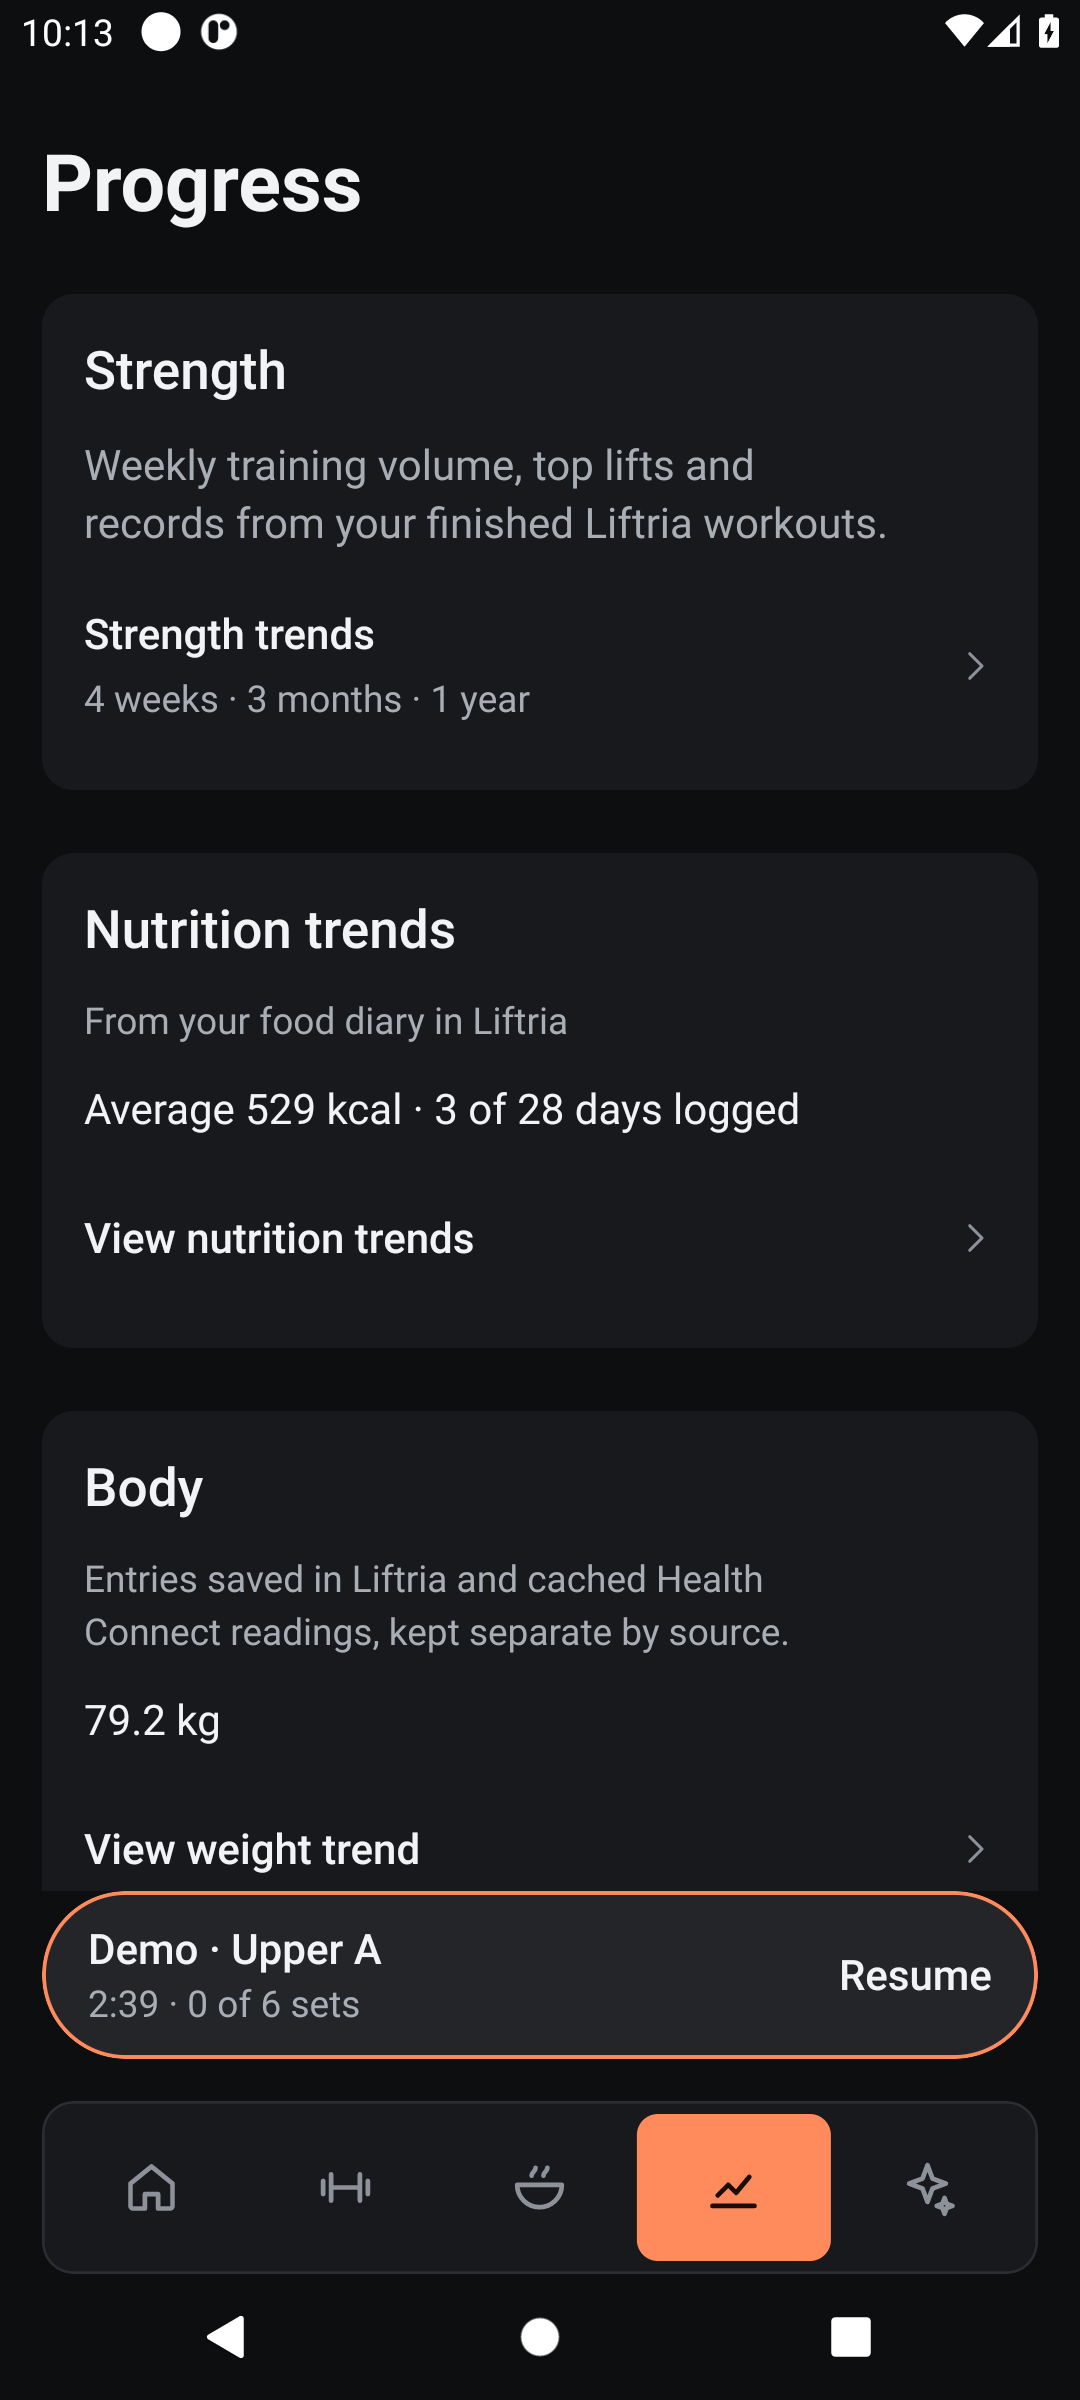 10:13
Progress
Strength
Weekly training volume, top lifts and
records from your finished Liftria workouts.
Strength trends
4 weeks · 3 months · 1 year
Nutrition trends
From your food diary in Liftria
Average 529 kcal · 3 of 28 days logged
View nutrition trends
Body
Entries saved in Liftria and cached Health
Connect readings, kept separate by source.
79.2 kg
View weight trend
Demo · Upper A
2:39 · 0 of 6 sets
Resume